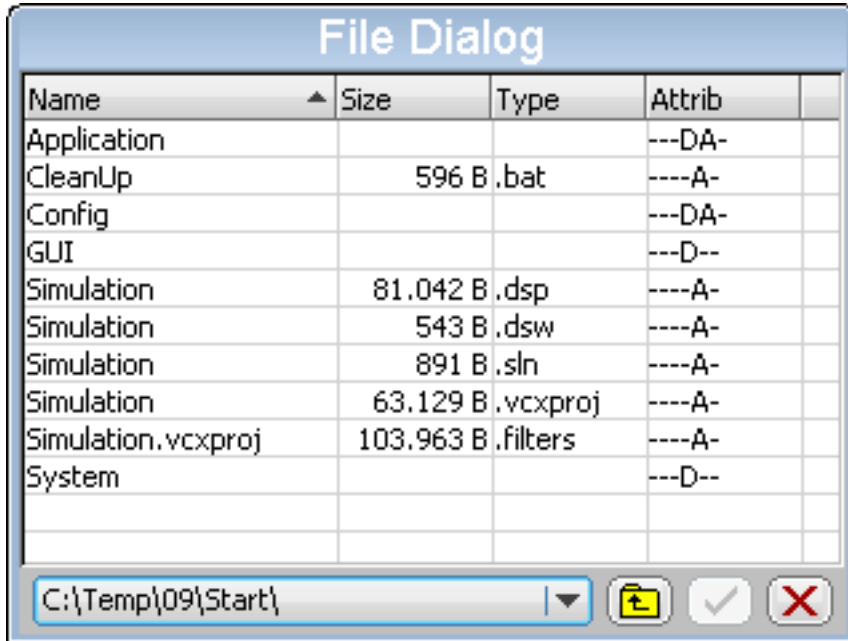 File Dialog
Name Size Type Attrib
Application ---DA-
CleanUp 596 B .bat ----A-
Config ---DA-
GUI ---D--
Simulation 81.042 B .dsp ----A-
Simulation 543 B .dsw ----A-
Simulation 891 B .sln ----A-
Simulation 63.129 B .vcxproj ----A-
Simulation.vcxproj 103.963 B .filters ----A-
System ---D--
C:\Temp\09\Start\